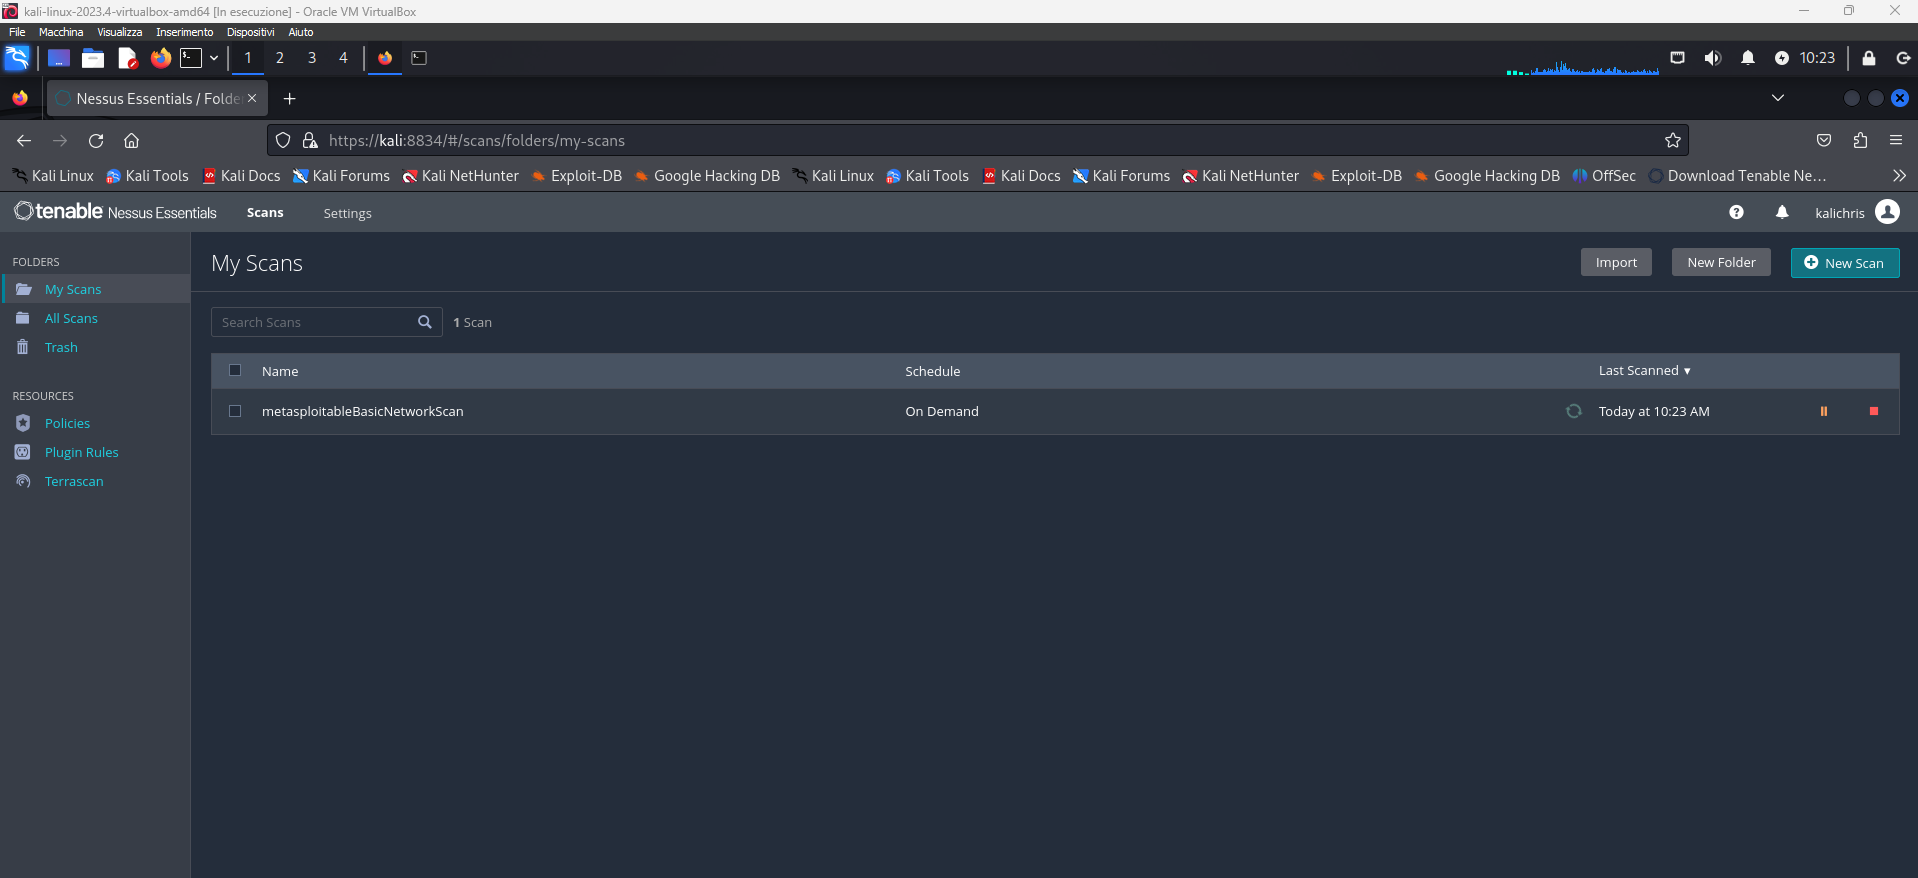 kali-linux-2023.4-virtualbox-amd64 [In esecuzione] - Oracle VM VirtualBox
File Macchina Visualizza Inserimento Dispositivi Aiuto
1 2 3 4 10:23
Nessus Essentials / Folde
https://kali:8834/#/scans/folders/my-scans
Kali Linux Kali Tools Kali Docs Kali Forums Kali NetHunter Exploit-DB Google Hacking DB Kali Linux Kali Tools Kali Docs Kali Forums Kali NetHunter Exploit-DB Google Hacking DB OffSec Download Tenable Ne…
tenable Nessus Essentials Scans Settings kalichris
FOLDERS
My Scans
All Scans
Trash
RESOURCES
Policies
Plugin Rules
Terrascan
My Scans Import New Folder New Scan
Search Scans 1 Scan
Name Schedule Last Scanned ▼
metasploitableBasicNetworkScan On Demand Today at 10:23 AM